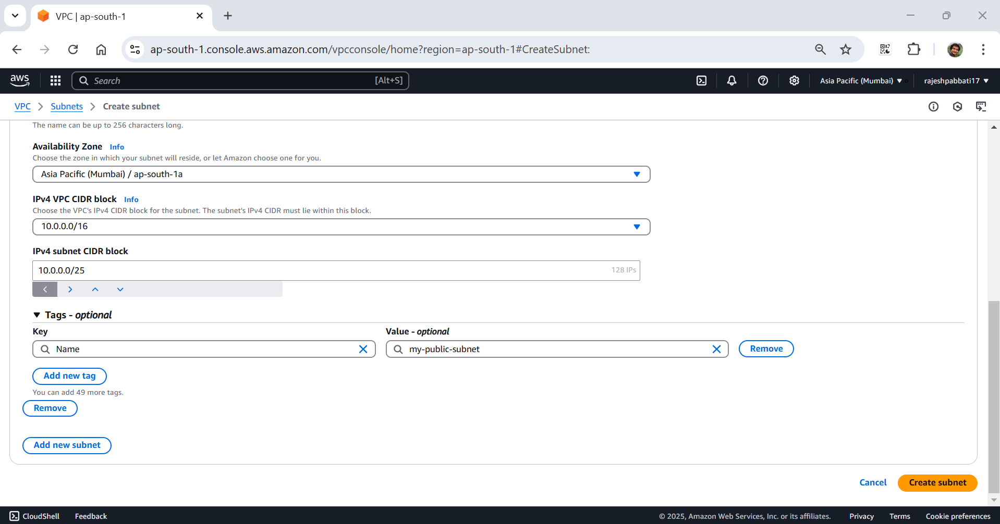 VPC | ap-south-1
ap-south-1.console.aws.amazon.com/vpcconsole/home?region=ap-south-1#CreateSubnet:
aws
Search [Alt+S]
Asia Pacific (Mumbai) ▼
rajeshpabbati17 ▼
VPC > Subnets > Create subnet
The name can be up to 256 characters long.
Availability Zone Info
Choose the zone in which your subnet will reside, or let Amazon choose one for you.
Asia Pacific (Mumbai) / ap-south-1a
IPv4 VPC CIDR block Info
Choose the VPC's IPv4 CIDR block for the subnet. The subnet's IPv4 CIDR must lie within this block.
10.0.0.0/16
IPv4 subnet CIDR block
10.0.0.0/25 128 IPs
Tags - optional
Key Value - optional
Name my-public-subnet Remove
Add new tag
You can add 49 more tags.
Remove
Add new subnet
Cancel Create subnet
CloudShell Feedback © 2025, Amazon Web Services, Inc. or its affiliates. Privacy Terms Cookie preferences